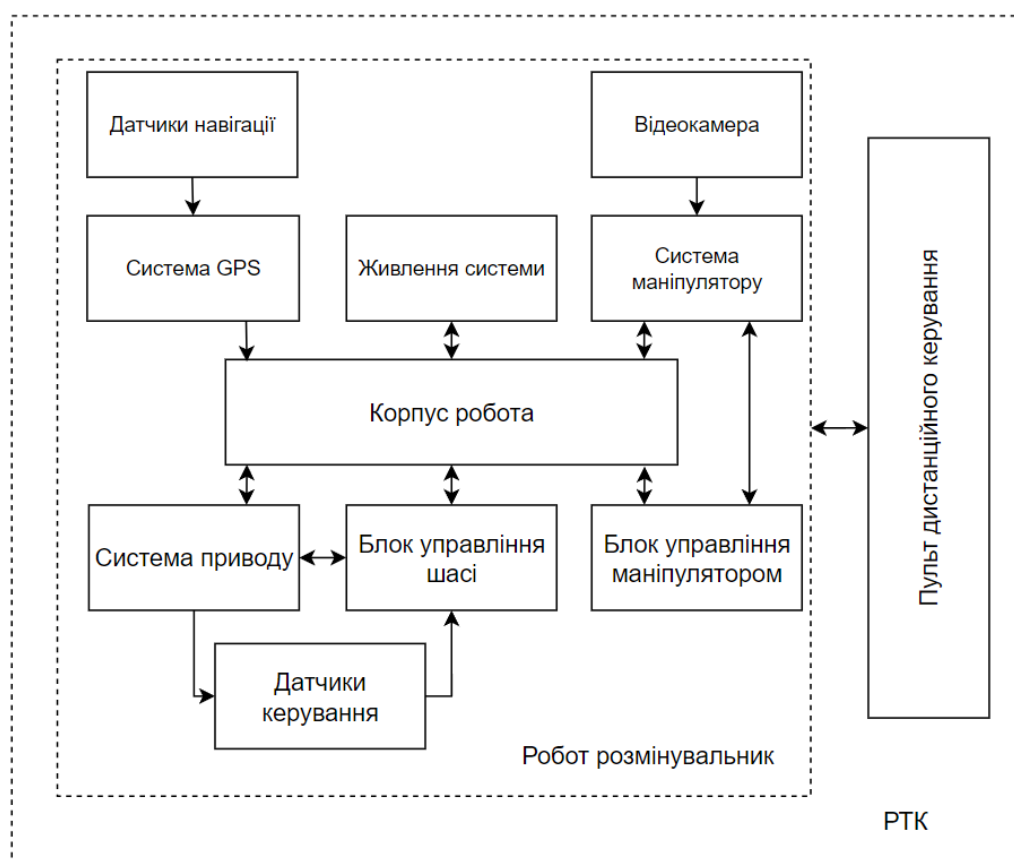 Датчики навігації
Відеокамера
Система GPS
Живлення системи
Система
маніпулятору
Корпус робота
Система приводу
Блок управління
шасі
Блок управління
маніпулятором
Датчики
керування
Робот розмінувальник
Пульт дистанційного керування
РТК